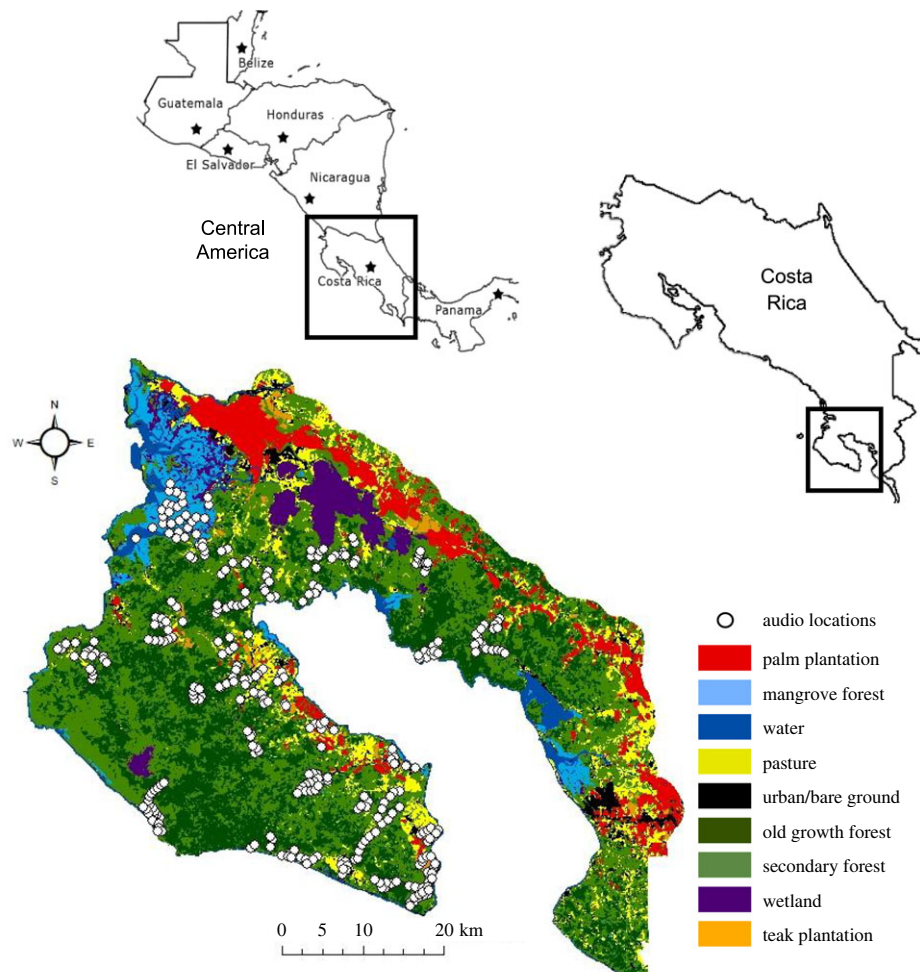 Belize
Guatemala
Honduras
El Salvador
Nicaragua
Central
America
Costa Rica
Panama
Costa
Rica
N
W E
S
audio locations
palm plantation
mangrove forest
water
pasture
urban/bare ground
old growth forest
secondary forest
wetland
teak plantation
0 5 10 20 km